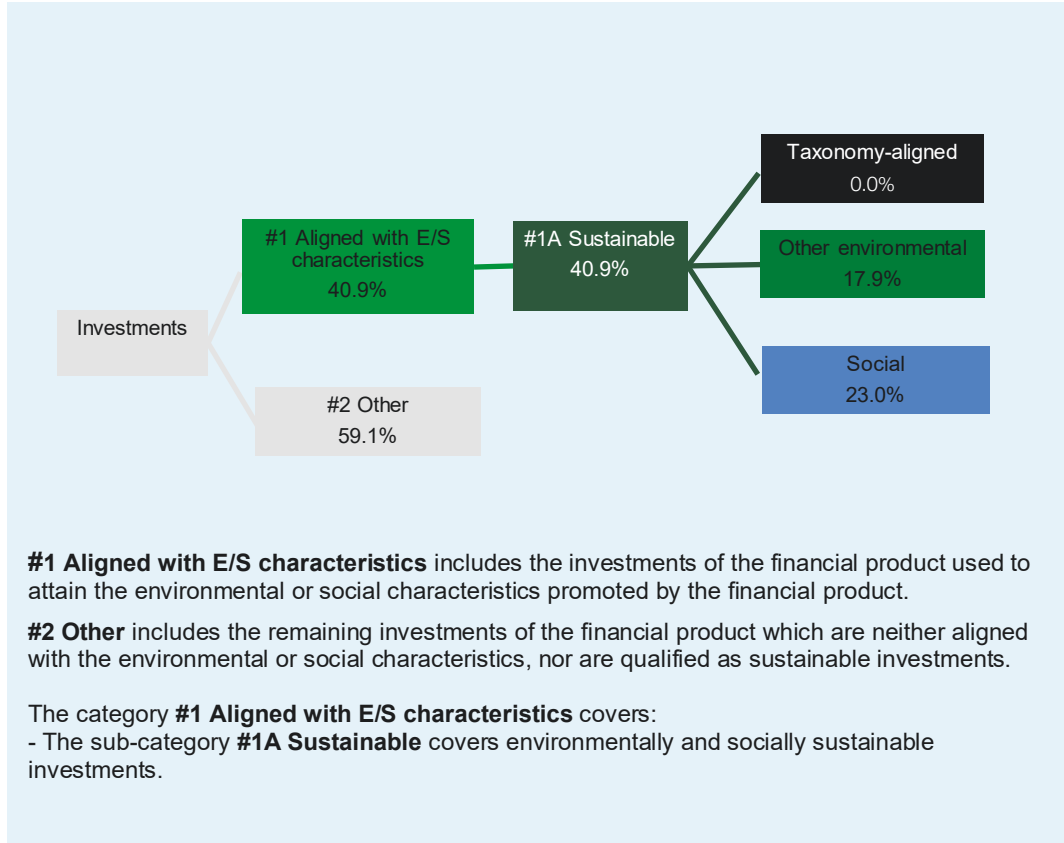 Taxonomy-aligned
0.0%
#1 Aligned with E/S
characteristics
40.9%
#1A Sustainable
40.9%
Other environmental
17.9%
Investments
Social
23.0%
#2 Other
59.1%
#1 Aligned with E/S characteristics includes the investments of the financial product used to
attain the environmental or social characteristics promoted by the financial product.
#2 Other includes the remaining investments of the financial product which are neither aligned
with the environmental or social characteristics, nor are qualified as sustainable investments.
The category #1 Aligned with E/S characteristics covers:
- The sub-category #1A Sustainable covers environmentally and socially sustainable
investments.